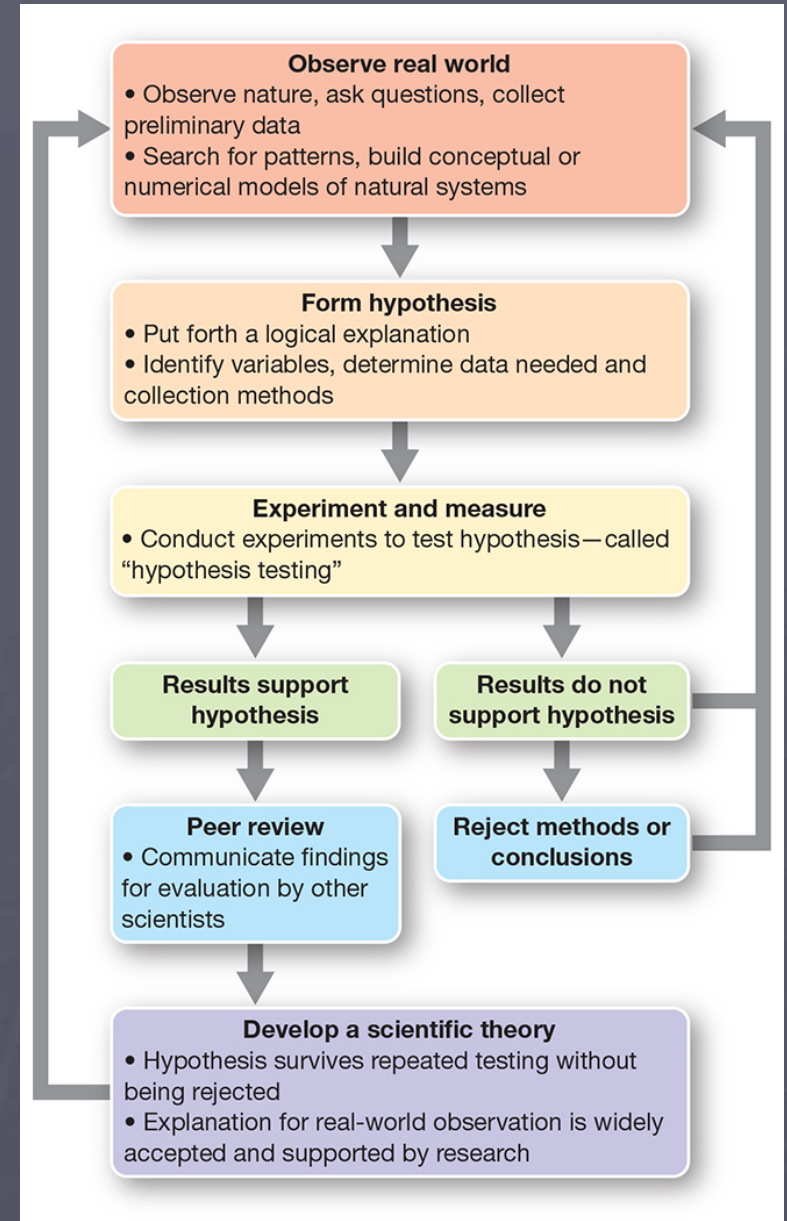 Observe real world
• Observe nature, ask questions, collect
preliminary data
• Search for patterns, build conceptual or
numerical models of natural systems
Form hypothesis
• Put forth a logical explanation
• Identify variables, determine data needed and
collection methods
Experiment and measure
• Conduct experiments to test hypothesis—called
“hypothesis testing”
Results support
hypothesis
Results do not
support hypothesis
Peer review
• Communicate findings
for evaluation by other
scientists
Reject methods or
conclusions
Develop a scientific theory
• Hypothesis survives repeated testing without
being rejected
• Explanation for real-world observation is widely
accepted and supported by research